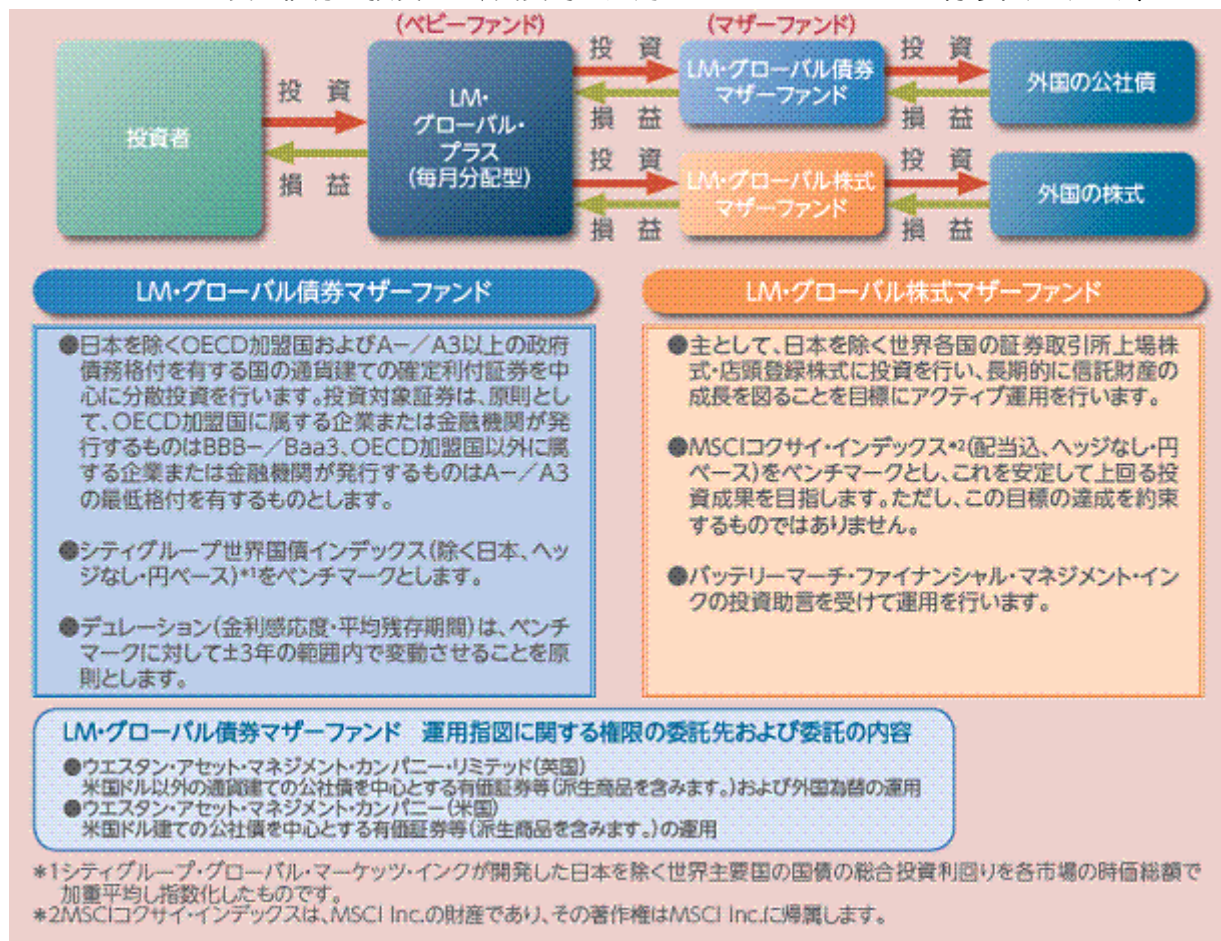 (ベビーファンド)
(マザーファンド)
投資者
投資
損益
LM・
グローバル・
プラス
(毎月分配型)
投資
損益
投資
損益
LM・グローバル債券
マザーファンド
LM・グローバル株式
マザーファンド
投資
損益
投資
損益
外国の公社債
外国の株式
LM・グローバル債券マザーファンド
●日本を除くOECD加盟国およびA−／A3以上の政府
債務格付を有する国の通貨建ての確定利付証券を中
心に分散投資を行います。投資対象証券は、原則とし
て、OECD加盟国に属する企業または金融機関が発
行するものはBBB−／Baa3、OECD加盟国以外に属
する企業または金融機関が発行するものはA−／A3
の最低格付を有するものとします。
●シティグループ世界国債インデックス(除く日本、ヘッ
ジなし・円ベース)*1をベンチマークとします。
●デュレーション(金利感応度・平均残存期間)は、ベンチ
マークに対して±3年の範囲内で変動させることを原
則とします。
LM・グローバル株式マザーファンド
●主として、日本を除く世界各国の証券取引所上場株
式・店頭登録株式に投資を行い、長期的に信託財産の
成長を図ることを目標にアクティブ運用を行います。
●MSCIコクサイ・インデックス*2(配当込、ヘッジなし・円
ベース)をベンチマークとし、これを安定して上回る投
資成果を目指します。ただし、この目標の達成を約束
するものではありません。
●バッテリーマーチ・ファイナンシャル・マネジメント・イン
クの投資助言を受けて運用を行います。
LM・グローバル債券マザーファンド　運用指図に関する権限の委託先および委託の内容
●ウエスタン・アセット・マネジメント・カンパニー・リミテッド(英国)
米国ドル以外の通貨建ての公社債を中心とする有価証券等(派生商品を含みます。)および外国為替の運用
●ウエスタン・アセット・マネジメント・カンパニー(米国)
米国ドル建ての公社債を中心とする有価証券等(派生商品を含みます。)の運用
*1シティグループ・グローバル・マーケッツ・インクが開発した日本を除く世界主要国の国債の総合投資利回りを各市場の時価総額で
加重平均し指数化したものです。
*2MSCIコクサイ・インデックスは、MSCI Inc.の財産であり、その著作権はMSCI Inc.に帰属します。